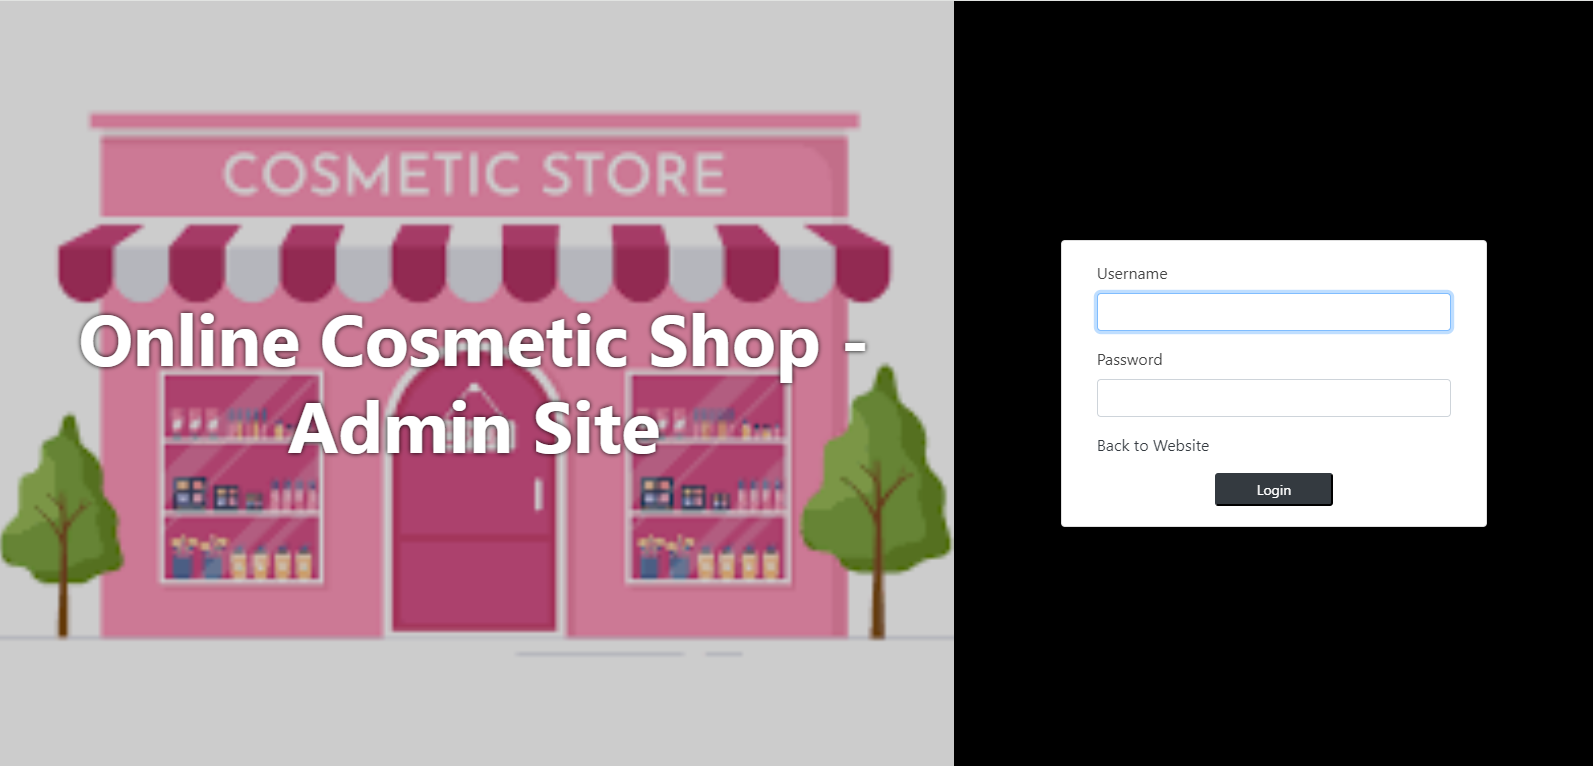 COSMETIC STORE
Online Cosmetic Shop -
Admin Site
Username
Password
Back to Website
Login